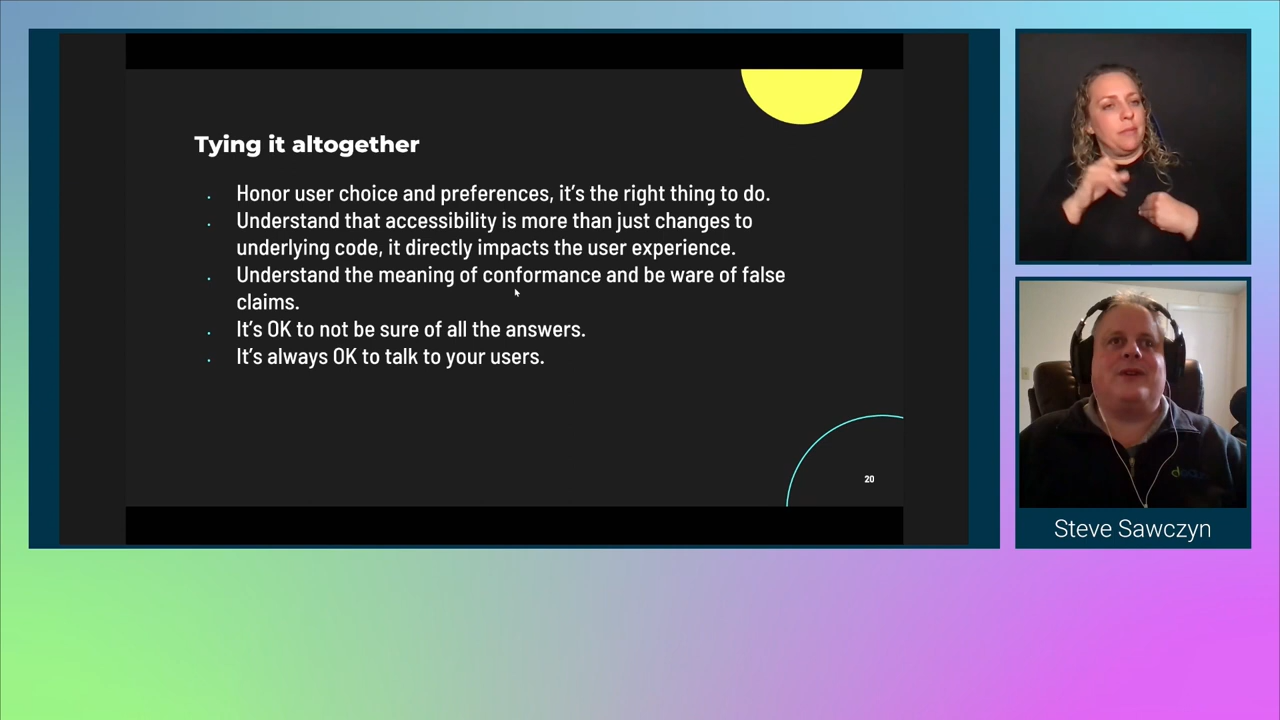 Tying it altogether
Honor user choice and preferences, it's the right thing to do.
Understand that accessibility is more than just changes to
underlying code, it directly impacts the user experience.
Understand the meaning of conformance and be ware of false
claims.
It's OK to not be sure of all the answers.
It's always OK to talk to your users.
20
Steve Sawczyn